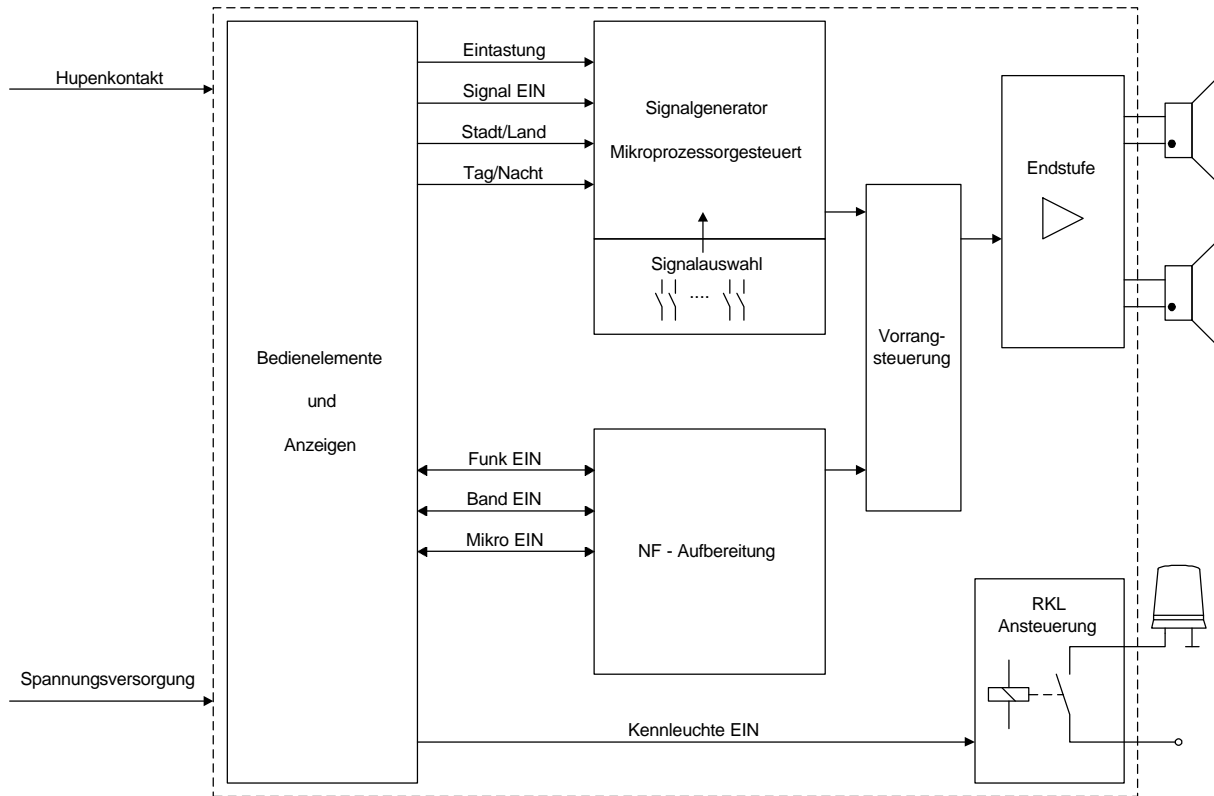 Hupenkontakt
Spannungsversorgung
Bedienelemente
und
Anzeigen
Eintastung
Signal EIN
Stadt/Land
Tag/Nacht
Signalgenerator
Mikroprozessorgesteuert
Signalauswahl
....
Funk EIN
Band EIN
Mikro EIN
NF - Aufbereitung
Vorrang-
steuerung
Endstufe
Kennleuchte EIN
RKL
Ansteuerung